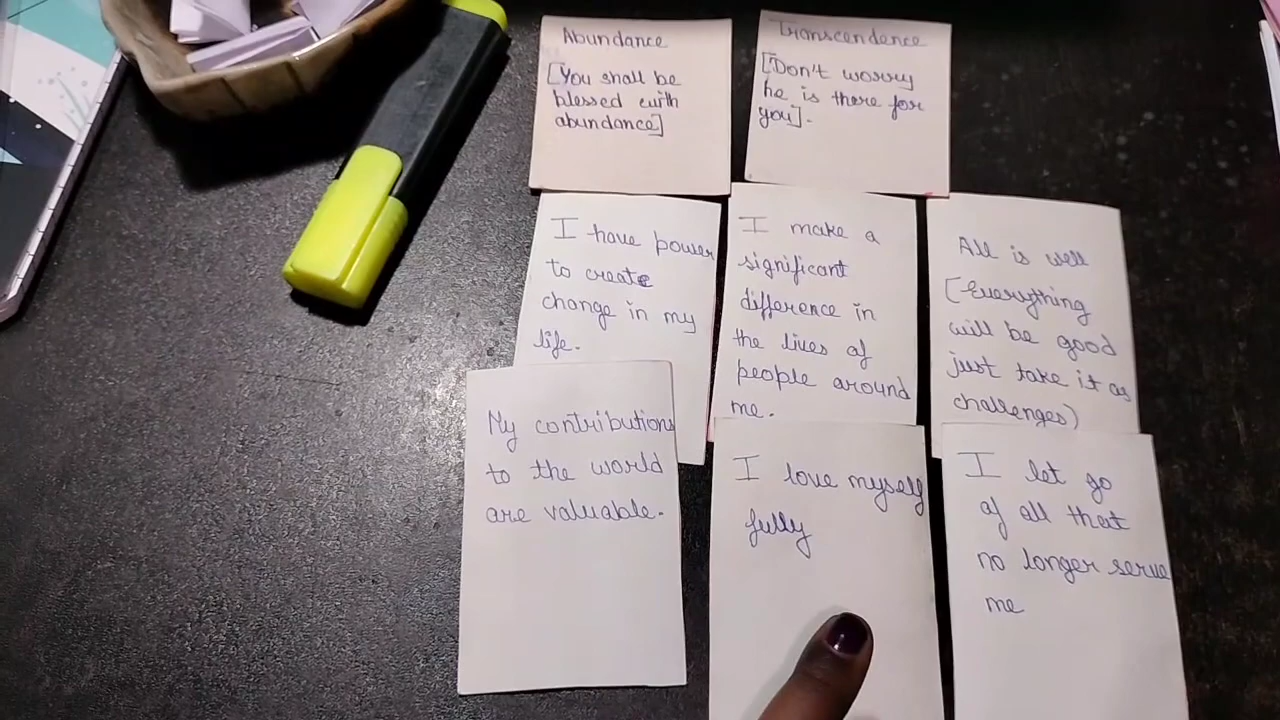 Abundance
[You shall be
blessed with
abundance]
Transcendence
[Don't worry
he is there for
you].
I have power
to create
change in my
life.
I make a
significant
difference in
the lives of
people around
me.
All is well
[Everything
will be good
just take it as
challenges)
My contributions
to the world
are valuable.
I love myself
fully
I let go
of all that
no longer serve
me